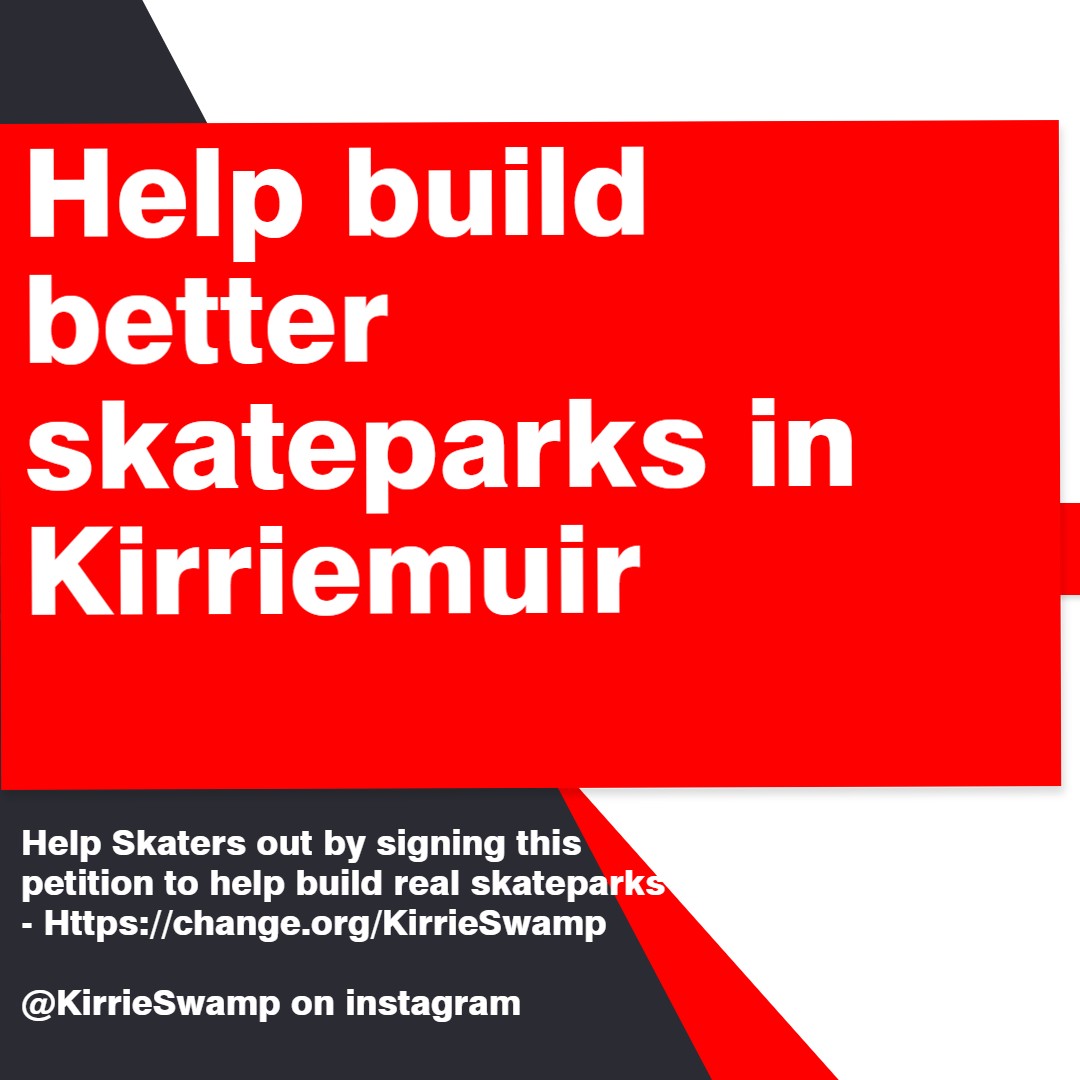 Help build
better
skateparks in
Kirriemuir
Help Skaters out by signing this
petition to help build real skateparks
- Https://change.org/KirrieSwamp
@KirrieSwamp on instagram